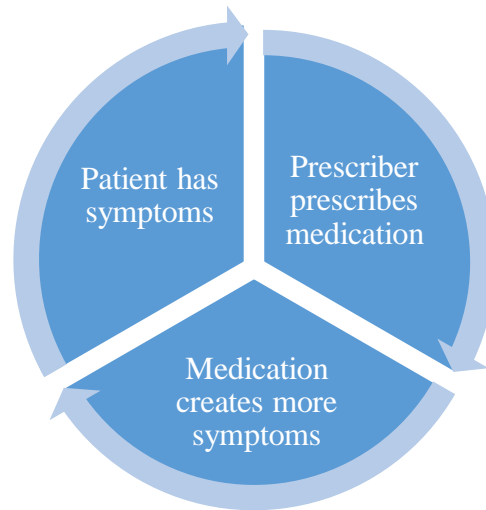 Patient has
symptoms
Prescriber
prescribes
medication
Medication
creates more
symptoms